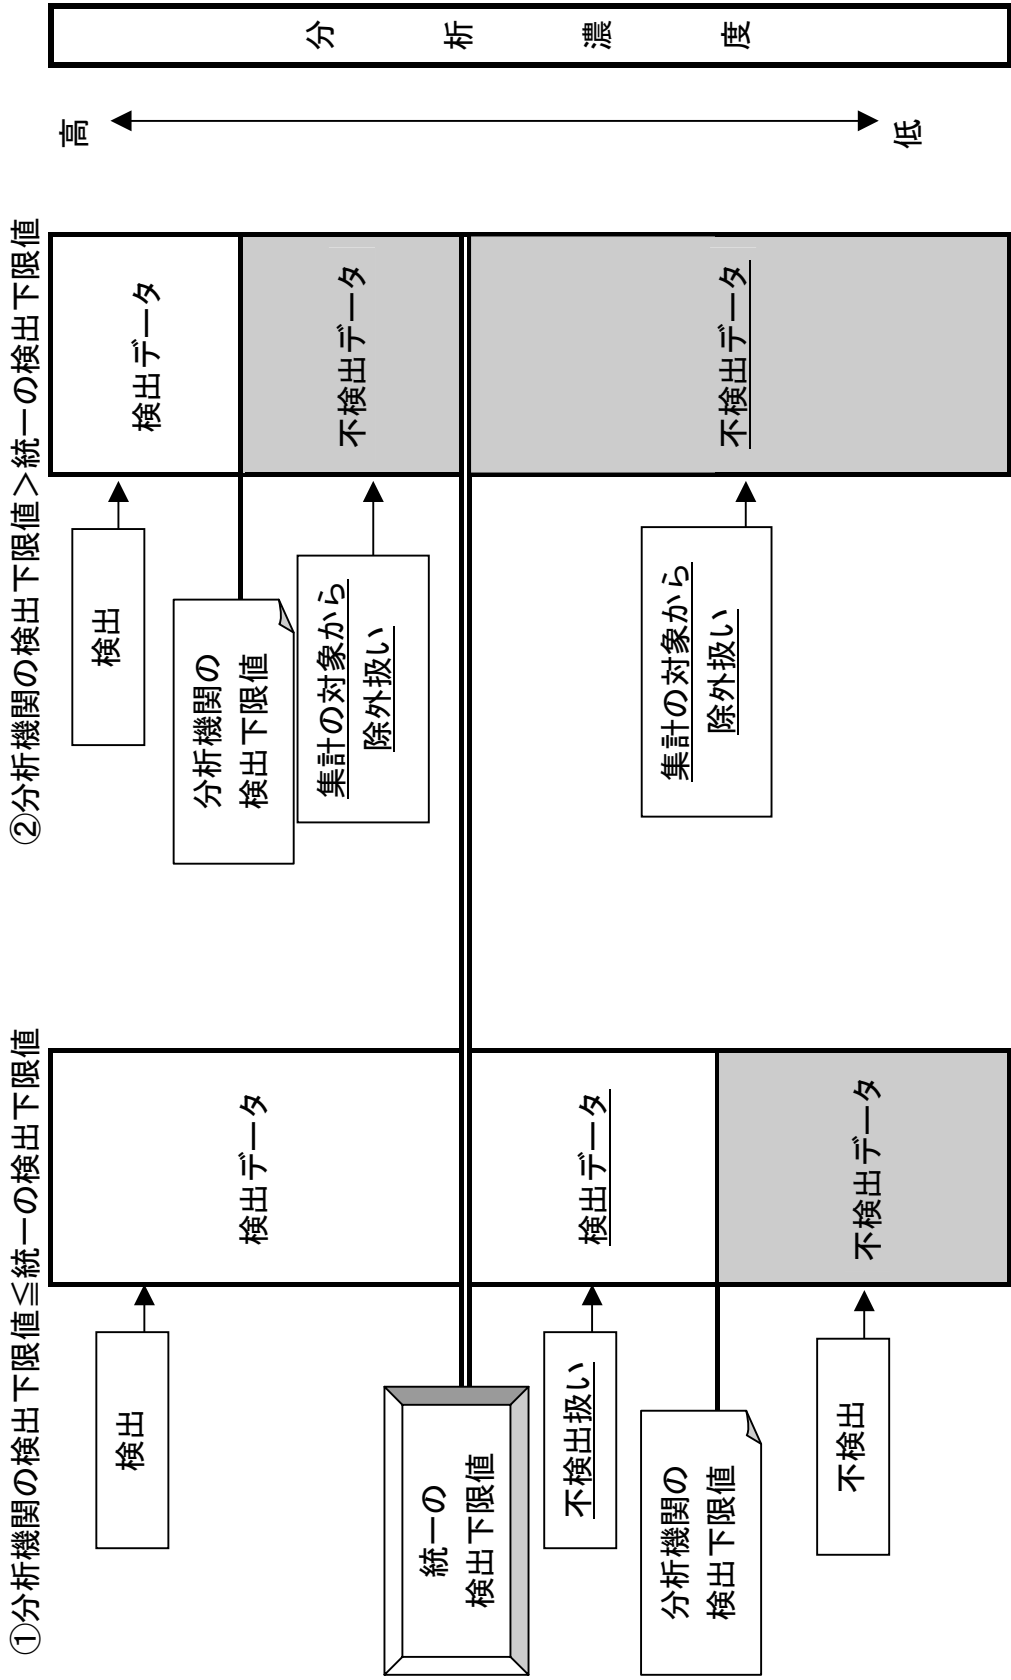 ①分析機関の検出下限値≦統一の検出下限値
検出
検出データ
統一の
検出下限値
不検出扱い
検出データ
分析機関の
検出下限値
不検出
不検出データ
②分析機関の検出下限値＞統一の検出下限値
検出
検出データ
分析機関の
検出下限値
集計の対象から
除外扱い
不検出データ
集計の対象から
除外扱い
不検出データ
高
低
分析濃度